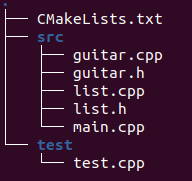 .
├── CMakeLists.txt
├── src
│   ├── guitar.cpp
│   ├── guitar.h
│   ├── list.cpp
│   ├── list.h
│   └── main.cpp
└── test
    └── test.cpp